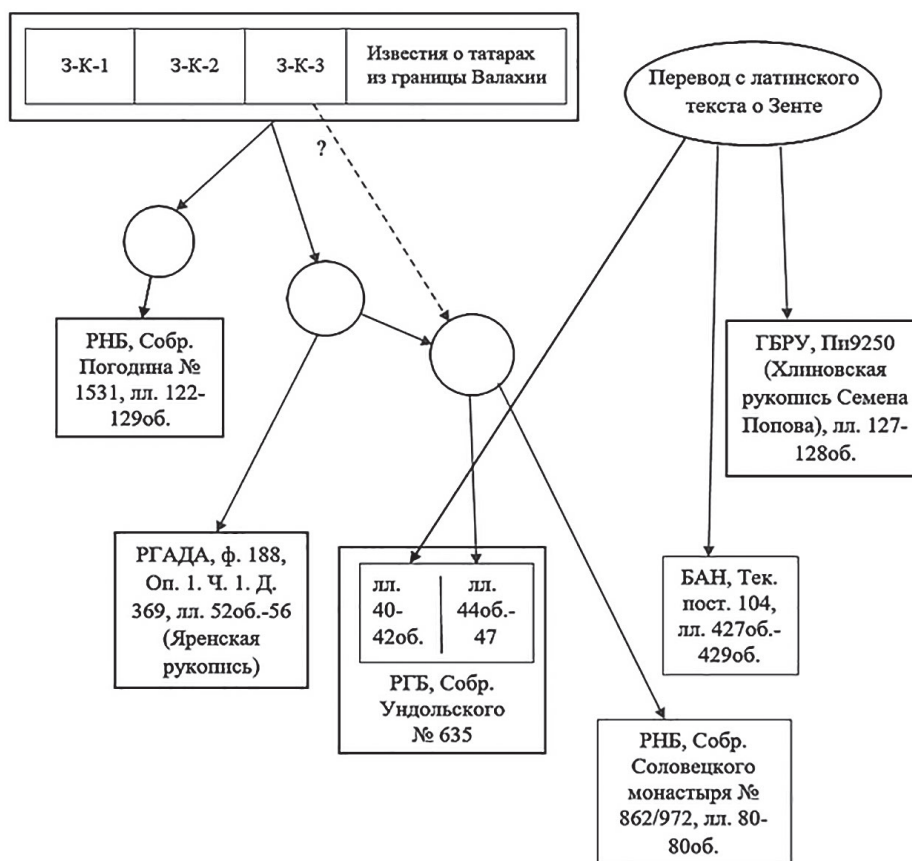 З-К-1
З-К-2
З-К-3
Известия о татарах
из границы Валахии
Перевод с латинского
текста о Зенте
?
РНБ, Собр.
Погодина №
1531, лл. 122-
129об.
ГБРУ, Пи9250
(Хлиновская
рукопись Семена
Попова), лл. 127-
128об.
РГАДА, ф. 188,
Оп. 1. Ч. 1. Д.
369, лл. 52об.-56
(Яренская
рукопись)
лл.
40-
42об.
лл.
44об.-
47
РГБ, Собр.
Ундольского
№ 635
БАН, Тек.
пост. 104,
лл. 427об.-
429об.
РНБ, Собр.
Соловецкого
монастыря №
862/972, лл. 80-
80об.